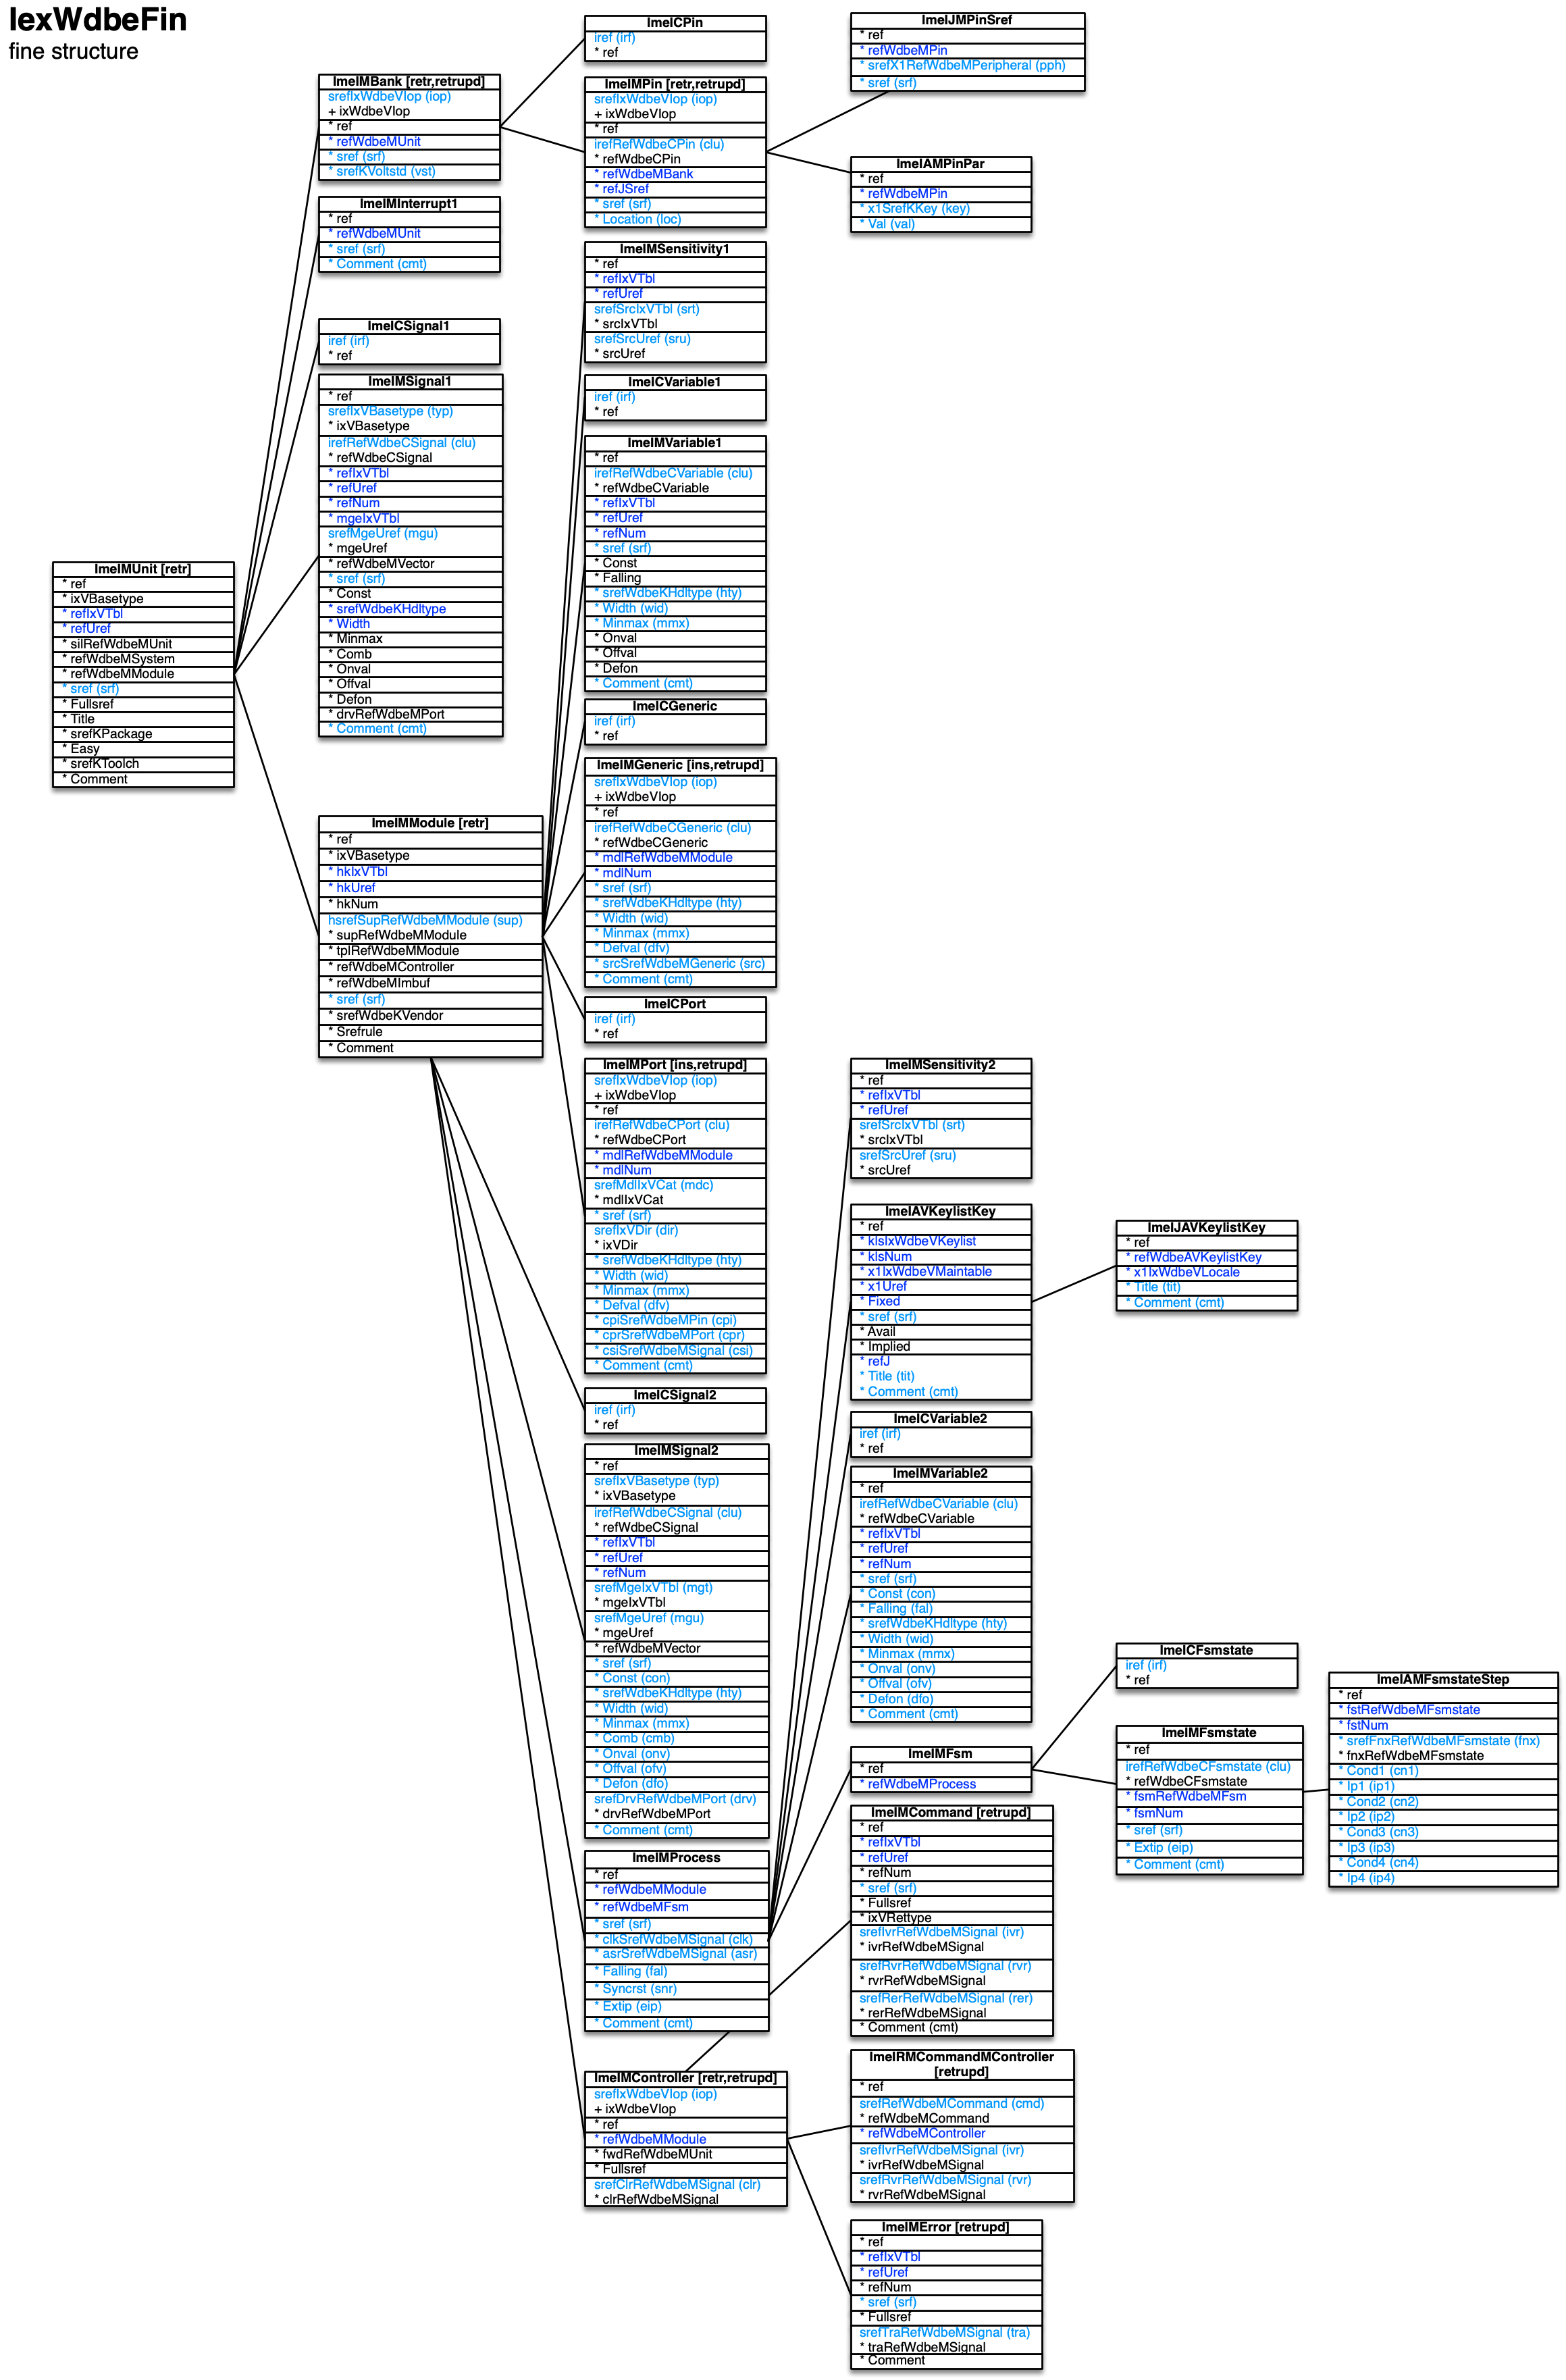 IexWdbeFin
fine structure
ImeIMUnit [retr]
* ref
* ixVBasetype
* refIxVTbl
* refUref
* silRefWdbeMUnit
* refWdbeMSystem
* refWdbeMModule
* sref (srf)
* Fullsref
* Title
* srefKPackage
* Easy
* srefKToolch
* Comment
ImeIMBank [retr,retrupd]
srefIxWdbeVIop (iop)
+ ixWdbeVIop
* ref
* refWdbeMUnit
* sref (srf)
* srefKVoltstd (vst)
ImeIMInterrupt1
* ref
* refWdbeMUnit
* sref (srf)
* Comment (cmt)
ImeICSignal1
iref (irf)
* ref
ImeIMSignal1
* ref
srefIxVBasetype (typ)
* ixVBasetype
irefRefWdbeCSignal (clu)
* refWdbeCSignal
* refIxVTbl
* refUref
* refNum
* mgeIxVTbl
srefMgeUref (mgu)
* mgeUref
* refWdbeMVector
* sref (srf)
* Const
* srefWdbeKHdltype
* Width
* Minmax
* Comb
* Onval
* Offval
* Defon
* drvRefWdbeMPort
* Comment (cmt)
ImeIMModule [retr]
* ref
* ixVBasetype
* hkIxVTbl
* hkUref
* hkNum
hsrefSupRefWdbeMModule (sup)
* supRefWdbeMModule
* tplRefWdbeMModule
* refWdbeMController
* refWdbeMImbuf
* sref (srf)
* srefWdbeKVendor
* Srefrule
* Comment
ImeICPin
iref (irf)
* ref
ImeIMPin [retr,retrupd]
srefIxWdbeVIop (iop)
+ ixWdbeVIop
* ref
irefRefWdbeCPin (clu)
* refWdbeCPin
* refWdbeMBank
* refJSref
* sref (srf)
* Location (loc)
ImeIMSensitivity1
* ref
* refIxVTbl
* refUref
srefSrcIxVTbl (srt)
* srcIxVTbl
srefSrcUref (sru)
* srcUref
ImeICVariable1
iref (irf)
* ref
ImeIMVariable1
* ref
irefRefWdbeCVariable (clu)
* refWdbeCVariable
* refIxVTbl
* refUref
* refNum
* sref (srf)
* Const
* Falling
* srefWdbeKHdltype (hty)
* Width (wid)
* Minmax (mmx)
* Onval
* Offval
* Defon
* Comment (cmt)
ImeICGeneric
iref (irf)
* ref
ImeIMGeneric [ins,retrupd]
srefIxWdbeVIop (iop)
+ ixWdbeVIop
* ref
irefRefWdbeCGeneric (clu)
* refWdbeCGeneric
* mdlRefWdbeMModule
* mdlNum
* sref (srf)
* srefWdbeKHdltype (hty)
* Width (wid)
* Minmax (mmx)
* Defval (dfv)
* srcSrefWdbeMGeneric (src)
* Comment (cmt)
ImeICPort
iref (irf)
* ref
ImeIMPort [ins,retrupd]
srefIxWdbeVIop (iop)
+ ixWdbeVIop
* ref
irefRefWdbeCPort (clu)
* refWdbeCPort
* mdlRefWdbeMModule
* mdlNum
srefMdlIxVCat (mdc)
* mdlIxVCat
* sref (srf)
srefIxVDir (dir)
* ixVDir
* srefWdbeKHdltype (hty)
* Width (wid)
* Minmax (mmx)
* Defval (dfv)
* cpiSrefWdbeMPin (cpi)
* cprSrefWdbeMPort (cpr)
* csiSrefWdbeMSignal (csi)
* Comment (cmt)
ImeICSignal2
iref (irf)
* ref
ImeIMSignal2
* ref
srefIxVBasetype (typ)
* ixVBasetype
irefRefWdbeCSignal (clu)
* refWdbeCSignal
* refIxVTbl
* refUref
* refNum
srefMgeIxVTbl (mgt)
* mgeIxVTbl
srefMgeUref (mgu)
* mgeUref
* refWdbeMVector
* sref (srf)
* Const (con)
* srefWdbeKHdltype (hty)
* Width (wid)
* Minmax (mmx)
* Comb (cmb)
* Onval (onv)
* Offval (ofv)
* Defon (dfo)
srefDrvRefWdbeMPort (drv)
* drvRefWdbeMPort
* Comment (cmt)
ImeIMProcess
* ref
* refWdbeMModule
* refWdbeMFsm
* sref (srf)
* clkSrefWdbeMSignal (clk)
* asrSrefWdbeMSignal (asr)
* Falling (fal)
* Syncrst (snr)
* Extip (eip)
* Comment (cmt)
ImeIMController [retr,retrupd]
srefIxWdbeVIop (iop)
+ ixWdbeVIop
* ref
* refWdbeMModule
* fwdRefWdbeMUnit
* Fullsref
srefClrRefWdbeMSignal (clr)
* clrRefWdbeMSignal
ImeIJMPinSref
* ref
* refWdbeMPin
* srefX1RefWdbeMPeripheral (pph)
* sref (srf)
ImeIAMPinPar
* ref
* refWdbeMPin
* x1SrefKKey (key)
* Val (val)
ImeIMSensitivity2
* ref
* refIxVTbl
* refUref
srefSrcIxVTbl (srt)
* srcIxVTbl
srefSrcUref (sru)
* srcUref
ImeIAVKeylistKey
* ref
* klsIxWdbeVKeylist
* klsNum
* x1IxWdbeVMaintable
* x1Uref
* Fixed
* sref (srf)
* Avail
* Implied
* refJ
* Title (tit)
* Comment (cmt)
ImeICVariable2
iref (irf)
* ref
ImeIMVariable2
* ref
irefRefWdbeCVariable (clu)
* refWdbeCVariable
* refIxVTbl
* refUref
* refNum
* sref (srf)
* Const (con)
* Falling (fal)
* srefWdbeKHdltype (hty)
* Width (wid)
* Minmax (mmx)
* Onval (onv)
* Offval (ofv)
* Defon (dfo)
* Comment (cmt)
ImeIMFsm
* ref
* refWdbeMProcess
ImeIMCommand [retrupd]
* ref
* refIxVTbl
* refUref
* refNum
* sref (srf)
* Fullsref
* ixVRettype
srefIvrRefWdbeMSignal (ivr)
* ivrRefWdbeMSignal
srefRvrRefWdbeMSignal (rvr)
* rvrRefWdbeMSignal
srefRerRefWdbeMSignal (rer)
* rerRefWdbeMSignal
* Comment (cmt)
ImeIRMCommandMController
[retrupd]
* ref
srefRefWdbeMCommand (cmd)
* refWdbeMCommand
* refWdbeMController
srefIvrRefWdbeMSignal (ivr)
* ivrRefWdbeMSignal
srefRvrRefWdbeMSignal (rvr)
* rvrRefWdbeMSignal
ImeIMError [retrupd]
* ref
* refIxVTbl
* refUref
* refNum
* sref (srf)
* Fullsref
srefTraRefWdbeMSignal (tra)
* traRefWdbeMSignal
* Comment
ImeIJAVKeylistKey
* ref
* refWdbeAVKeylistKey
* x1IxWdbeVLocale
* Title (tit)
* Comment (cmt)
ImeICFsmstate
iref (irf)
* ref
ImeIMFsmstate
* ref
irefRefWdbeCFsmstate (clu)
* refWdbeCFsmstate
* fsmRefWdbeMFsm
* fsmNum
* sref (srf)
* Extip (eip)
* Comment (cmt)
ImeIAMFsmstateStep
* ref
* fstRefWdbeMFsmstate
* fstNum
* srefFnxRefWdbeMFsmstate (fnx)
* fnxRefWdbeMFsmstate
* Cond1 (cn1)
* Ip1 (ip1)
* Cond2 (cn2)
* Ip2 (ip2)
* Cond3 (cn3)
* Ip3 (ip3)
* Cond4 (cn4)
* Ip4 (ip4)